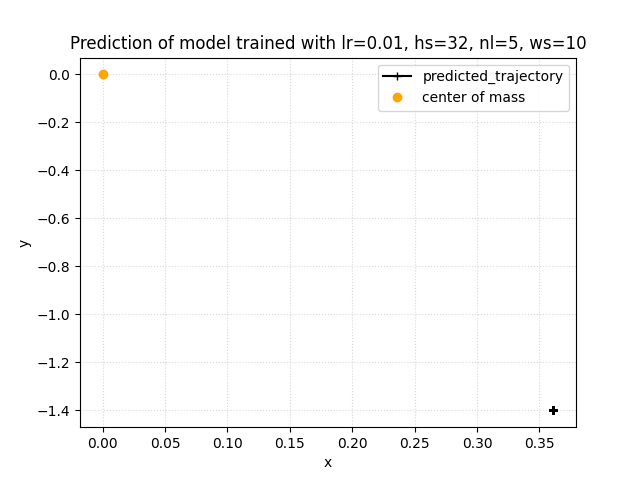 Prediction of model trained with lr=0.01, hs=32, nl=5, ws=10
predicted_trajectory
center of mass
0.0
−0.2
−0.4
−0.6
−0.8
−1.0
−1.2
−1.4
y
0.00 0.05 0.10 0.15 0.20 0.25 0.30 0.35
x